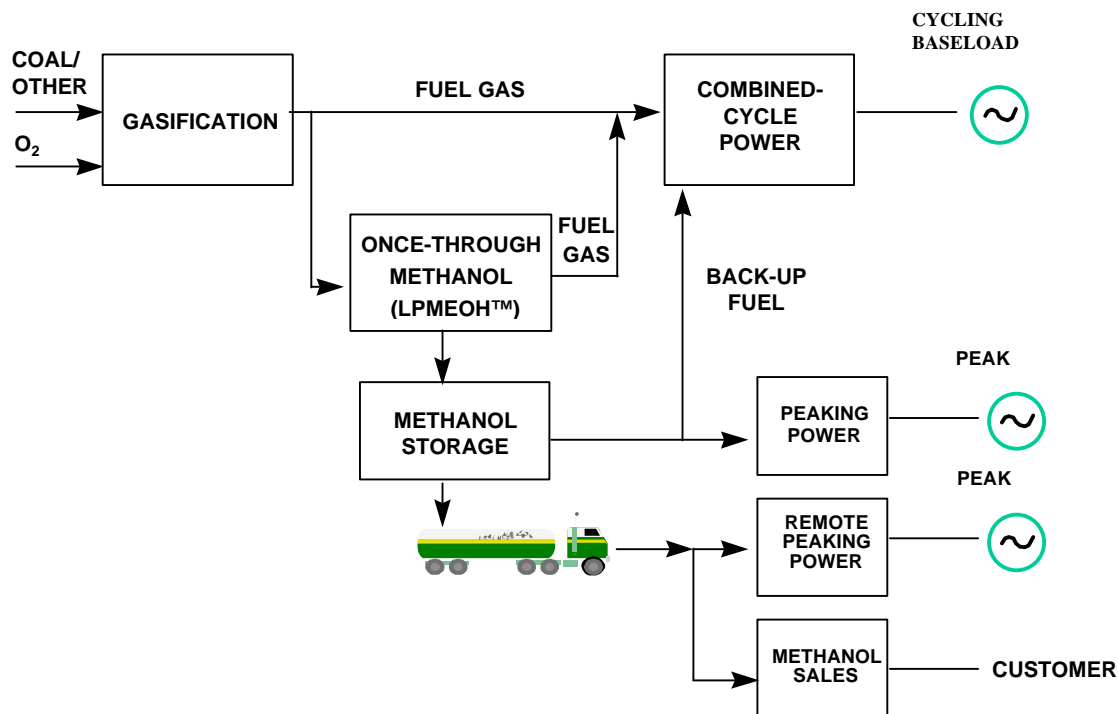 CYCLING
BASELOAD
COAL/
OTHER
O2
GASIFICATION
FUEL GAS
COMBINED-
CYCLE
POWER
ONCE-THROUGH
METHANOL
(LPMEOH™)
FUEL
GAS
BACK-UP
FUEL
METHANOL
STORAGE
PEAKING
POWER
PEAK
REMOTE
PEAKING
POWER
PEAK
METHANOL
SALES
CUSTOMER